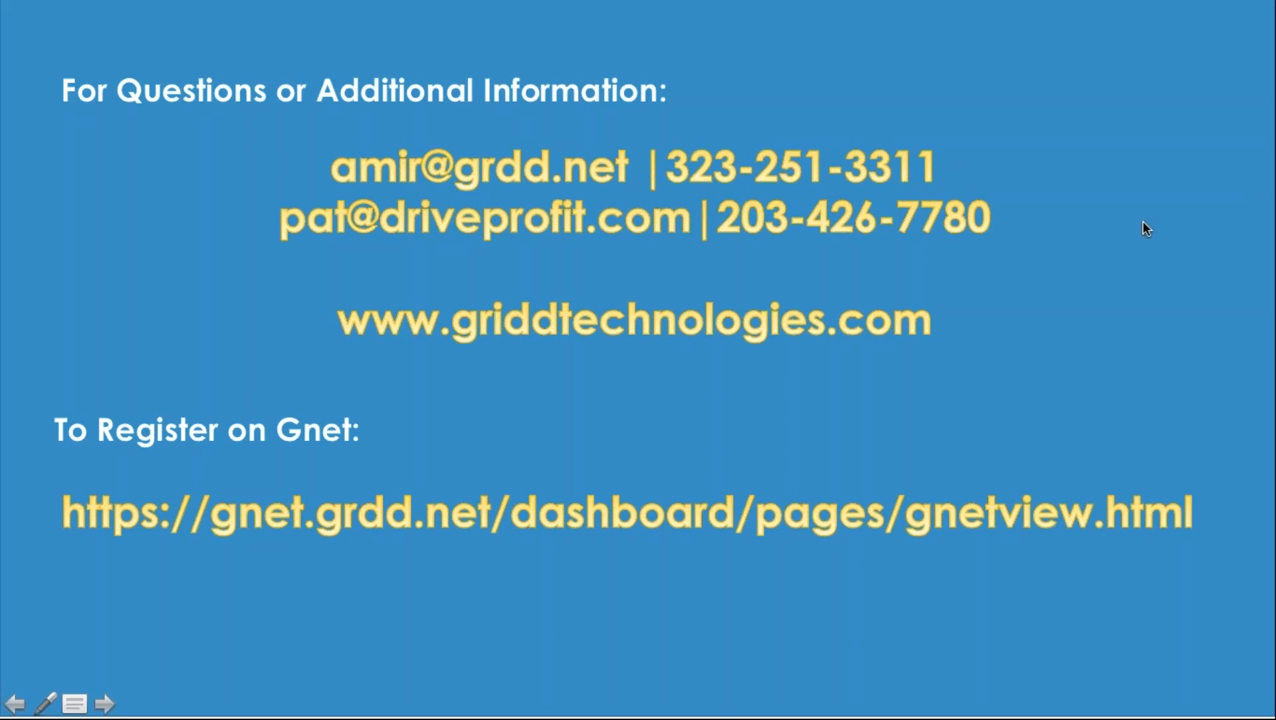 For Questions or Additional Information:
amir@grdd.net |323-251-3311
pat@driveprofit.com|203-426-7780
www.griddtechnologies.com
To Register on Gnet:
https://gnet.grdd.net/dashboard/pages/gnetview.html